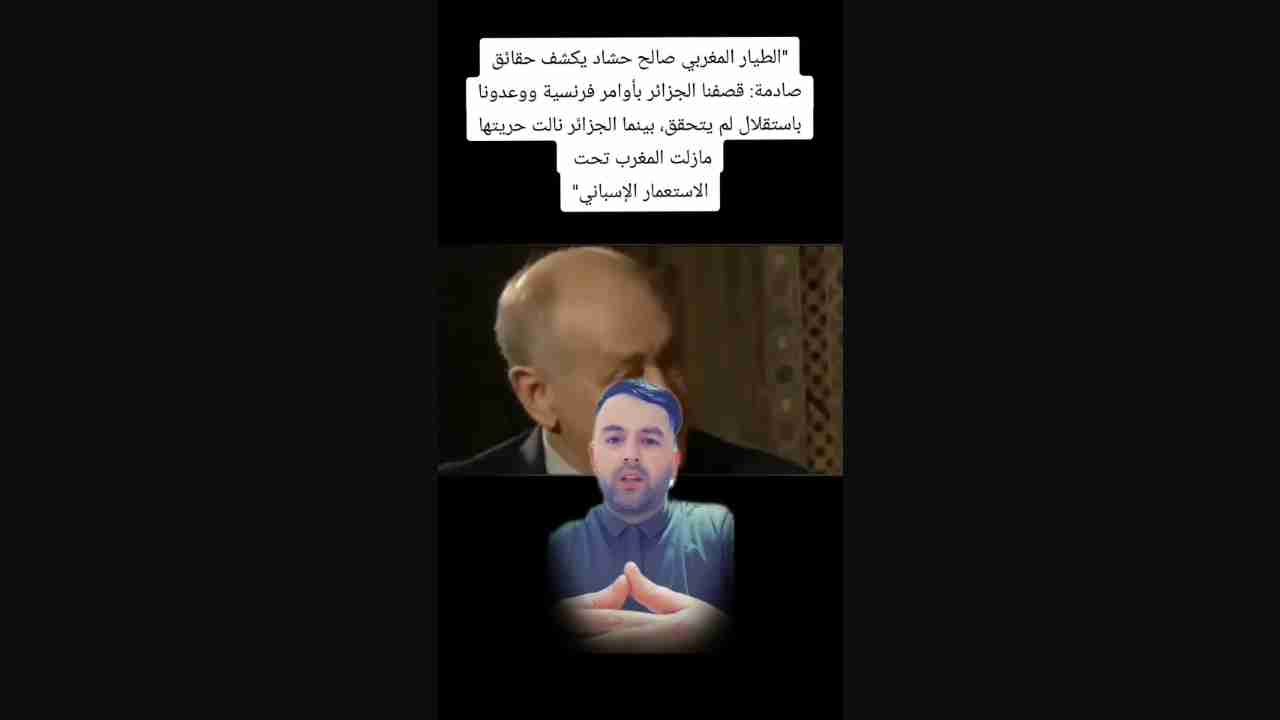 "الطيار المغربي صالح حشاد يكشف حقائق
صادمة: قصفنا الجزائر بأوامر فرنسية ووعدونا
باستقلال لم يتحقق، بينما الجزائر نالت حريتها
مازلت المغرب تحت
الاستعمار الإسباني"